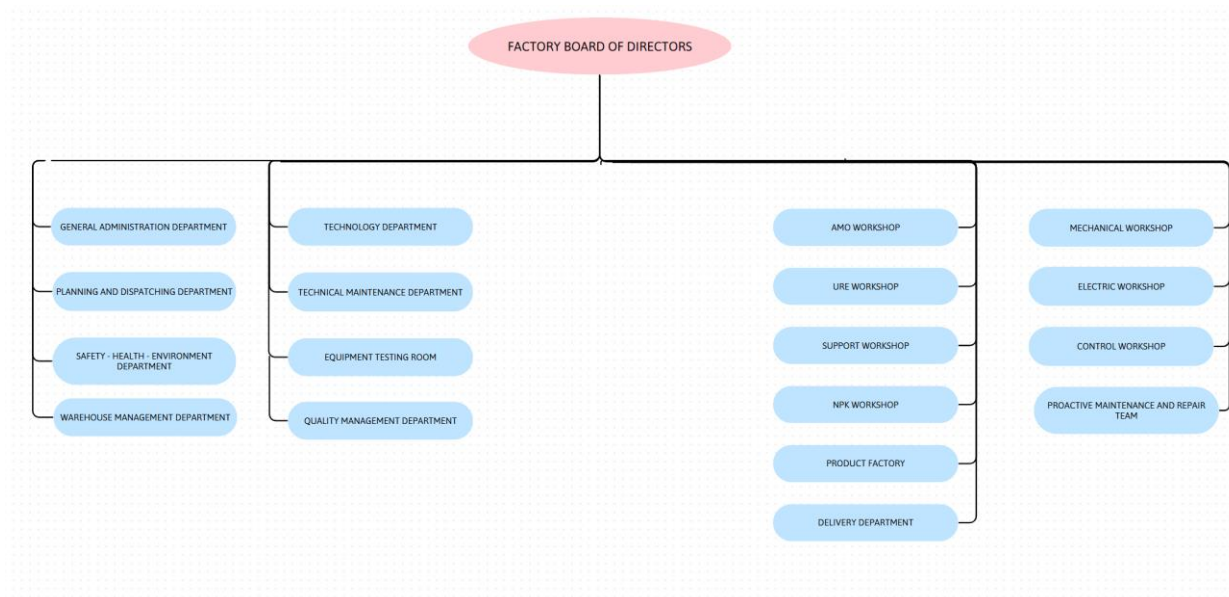 FACTORY BOARD OF DIRECTORS
GENERAL ADMINISTRATION DEPARTMENT
PLANNING AND DISPATCHING DEPARTMENT
SAFETY - HEALTH - ENVIRONMENT
DEPARTMENT
WAREHOUSE MANAGEMENT DEPARTMENT
TECHNOLOGY DEPARTMENT
TECHNICAL MAINTENANCE DEPARTMENT
EQUIPMENT TESTING ROOM
QUALITY MANAGEMENT DEPARTMENT
AMO WORKSHOP
URE WORKSHOP
SUPPORT WORKSHOP
NPK WORKSHOP
PRODUCT FACTORY
DELIVERY DEPARTMENT
MECHANICAL WORKSHOP
ELECTRIC WORKSHOP
CONTROL WORKSHOP
PROACTIVE MAINTENANCE AND REPAIR
TEAM